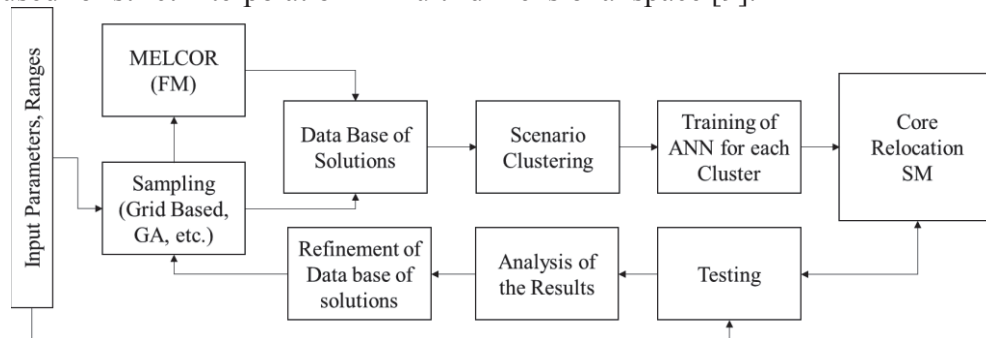 Input Parameters, Ranges
MELCOR
(FM)
Sampling
(Grid Based,
GA, etc.)
Data Base of
Solutions
Scenario
Clustering
Training of
ANN for each
Cluster
Core
Relocation
SM
Refinement of
Data base of
solutions
Analysis of
the Results
Testing